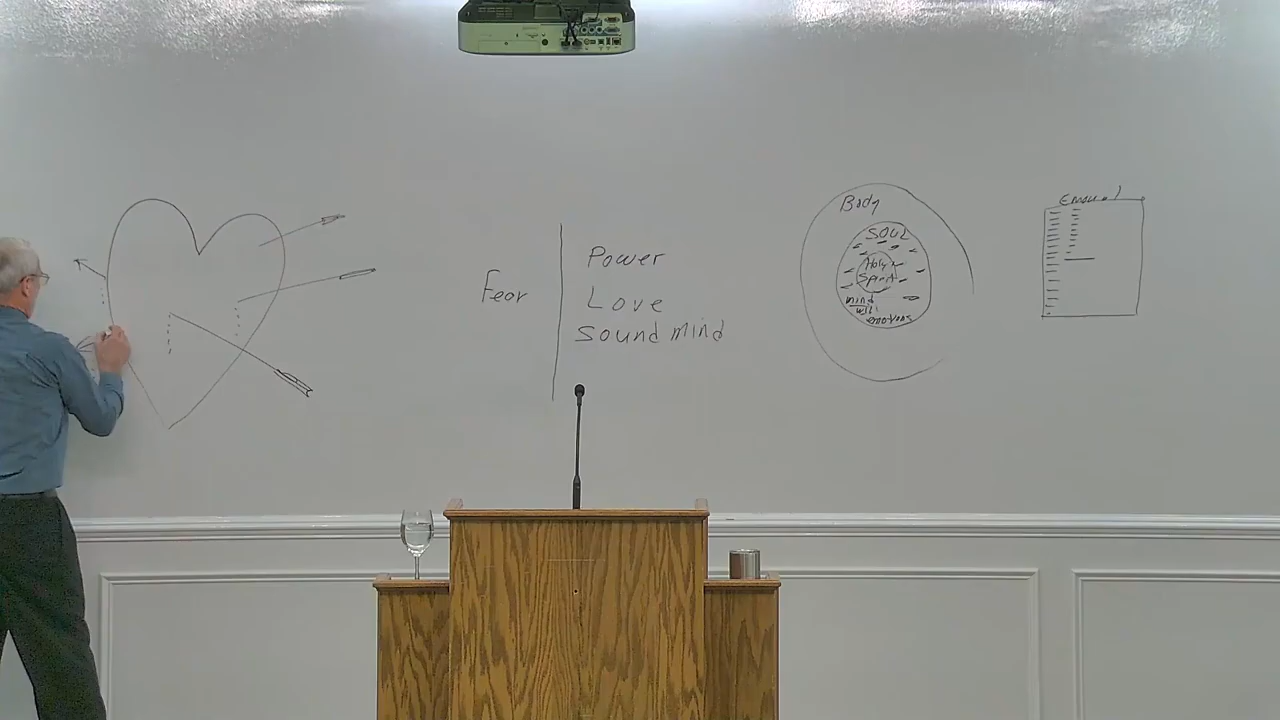 Fear
Power
Love
Sound mind
Body
Soul
Holy
Spirit
mind
will
emotions